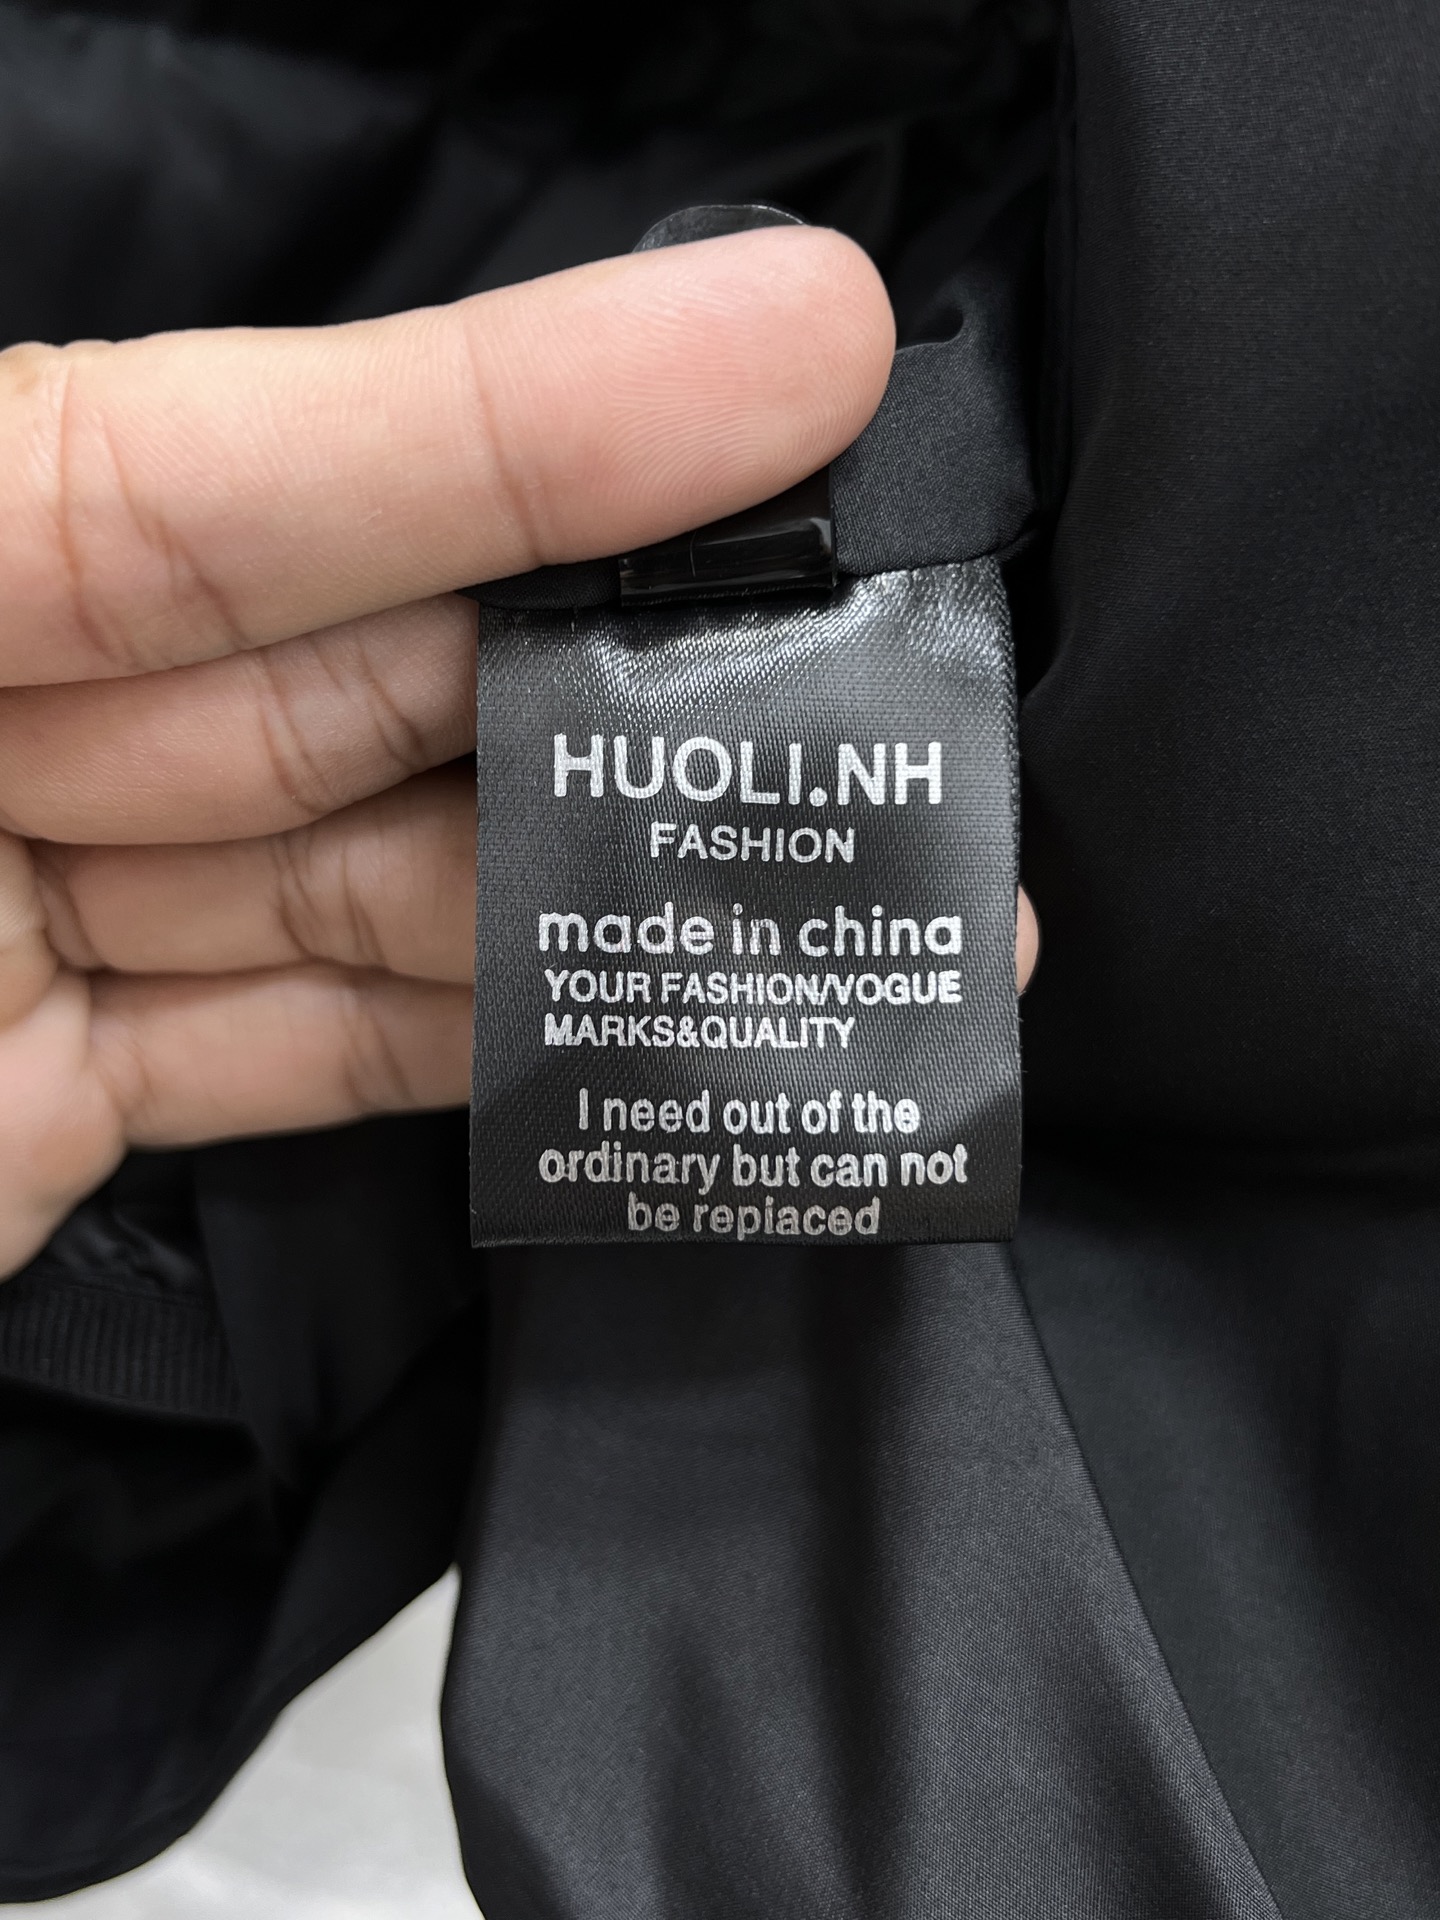 HUOLI.NH
FASHION
made in china
YOUR FASHION/VOGUE
MARKS&QUALITY
I need out of the
ordinary but can not
be repiaced